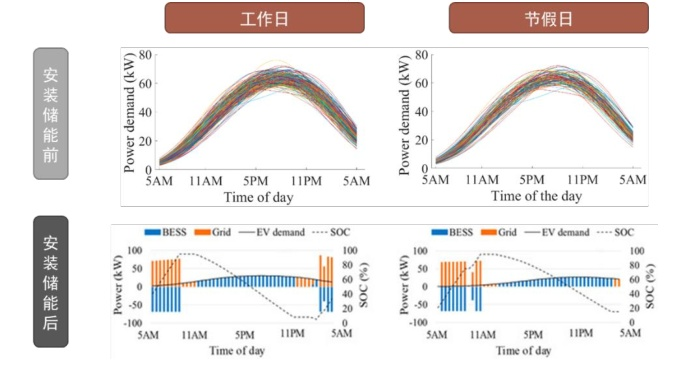 工作日
节假日
安装储能前
Power demand (kW)
80
60
40
20
0
5AM 11AM 5PM 11PM 5AM
Time of day
Power demand (kW)
80
60
40
20
0
5AM 11AM 5PM 11PM 5AM
Time of the day
安装储能后
BESS Grid EV demand SOC
Power (kW)
100
50
0
-50
-100
SOC (%)
100
80
60
40
20
0
5AM 11AM 5PM 11PM 5AM
Time of day
BESS Grid EV demand SOC
Power (kW)
100
50
0
-50
-100
SOC (%)
100
80
60
40
20
0
5AM 11AM 5PM 11PM 5AM
Time of day